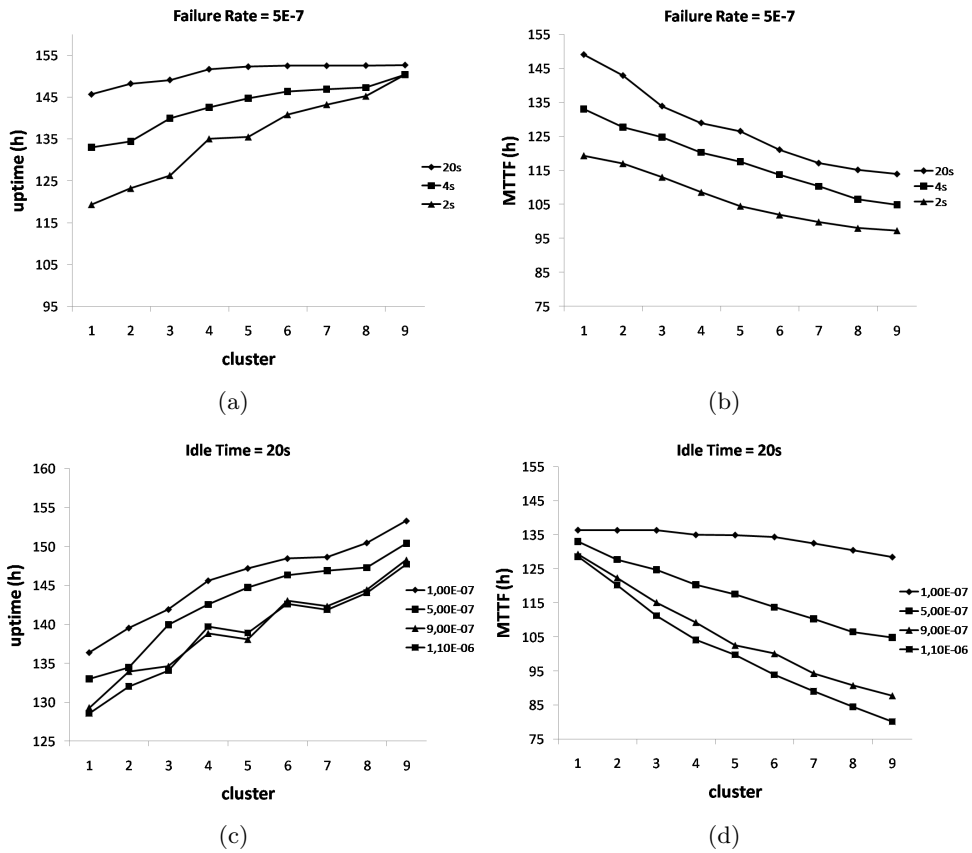 Failure Rate = 5E-7
155
145
135
125
115
105
95
uptime (h)
1 2 3 4 5 6 7 8 9
cluster
20s
4s
2s
(a)
Failure Rate = 5E-7
155
145
135
125
115
105
95
85
75
MTTF (h)
1 2 3 4 5 6 7 8 9
20s
4s
2s
(b)
Idle Time = 20s
160
155
150
145
140
135
130
125
uptime (h)
1 2 3 4 5 6 7 8 9
cluster
1,00E-07
5,00E-07
9,00E-07
1,10E-06
(c)
Idle Time = 20s
155
145
135
125
115
105
95
85
75
MTTF (h)
1 2 3 4 5 6 7 8 9
cluster
1,00E-07
5,00E-07
9,00E-07
1,10E-06
(d)